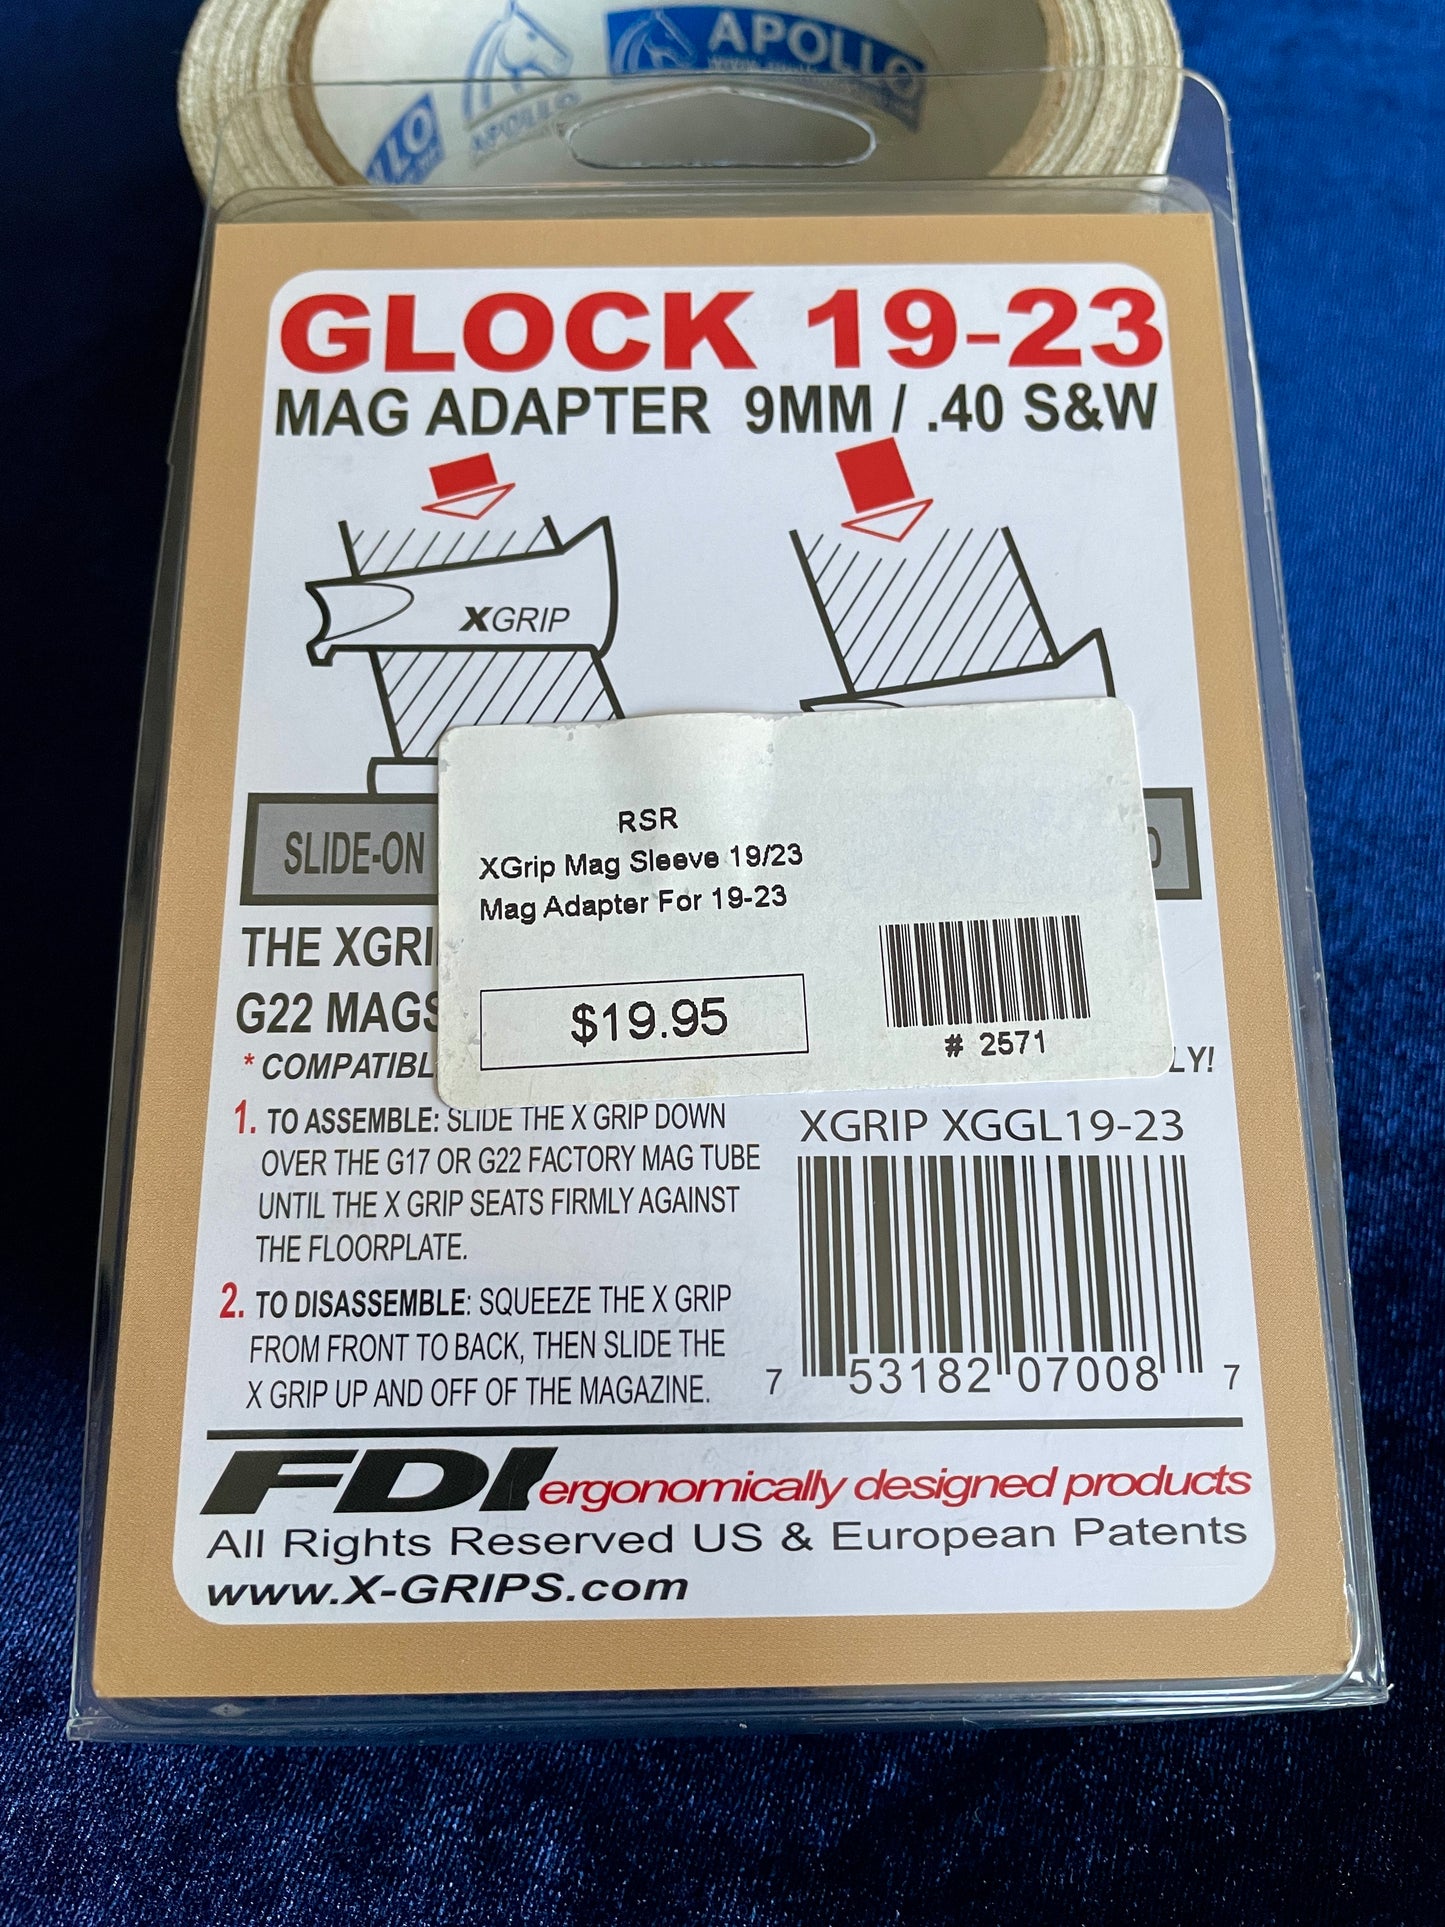 APOLLO
APOLLO
GLOCK 19-23
MAG ADAPTER 9MM / .40 S&W
XGRIP
SLIDE-ON
RSR
XGrip Mag Sleeve 19/23
Mag Adapter For 19-23
$19.95
# 2571
THE
G22
*
LY!
1. TO ASSEMBLE: SLIDE THE X GRIP DOWN
OVER THE G17 OR G22 FACTORY MAG TUBE
UNTIL THE X GRIP SEATS FIRMLY AGAINST
THE FLOORPLATE.
2. TO DISASSEMBLE: SQUEEZE THE X GRIP
FROM FRONT TO BACK, THEN SLIDE THE
X GRIP UP AND OFF OF THE MAGAZINE.
XGRIP XGGL19-23
7 53182 07008 7
FDI ergonomically designed products
All Rights Reserved US & European Patents
www.X-GRIPS.com